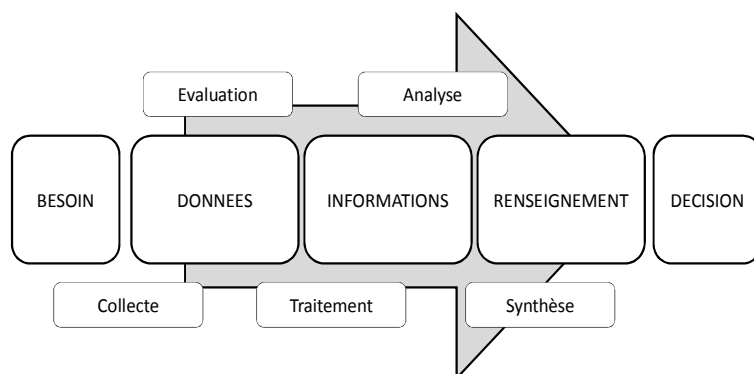 Evaluation
Analyse
BESOIN
DONNEES
INFORMATIONS
RENSEIGNEMENT
DECISION
Collecte
Traitement
Synthèse